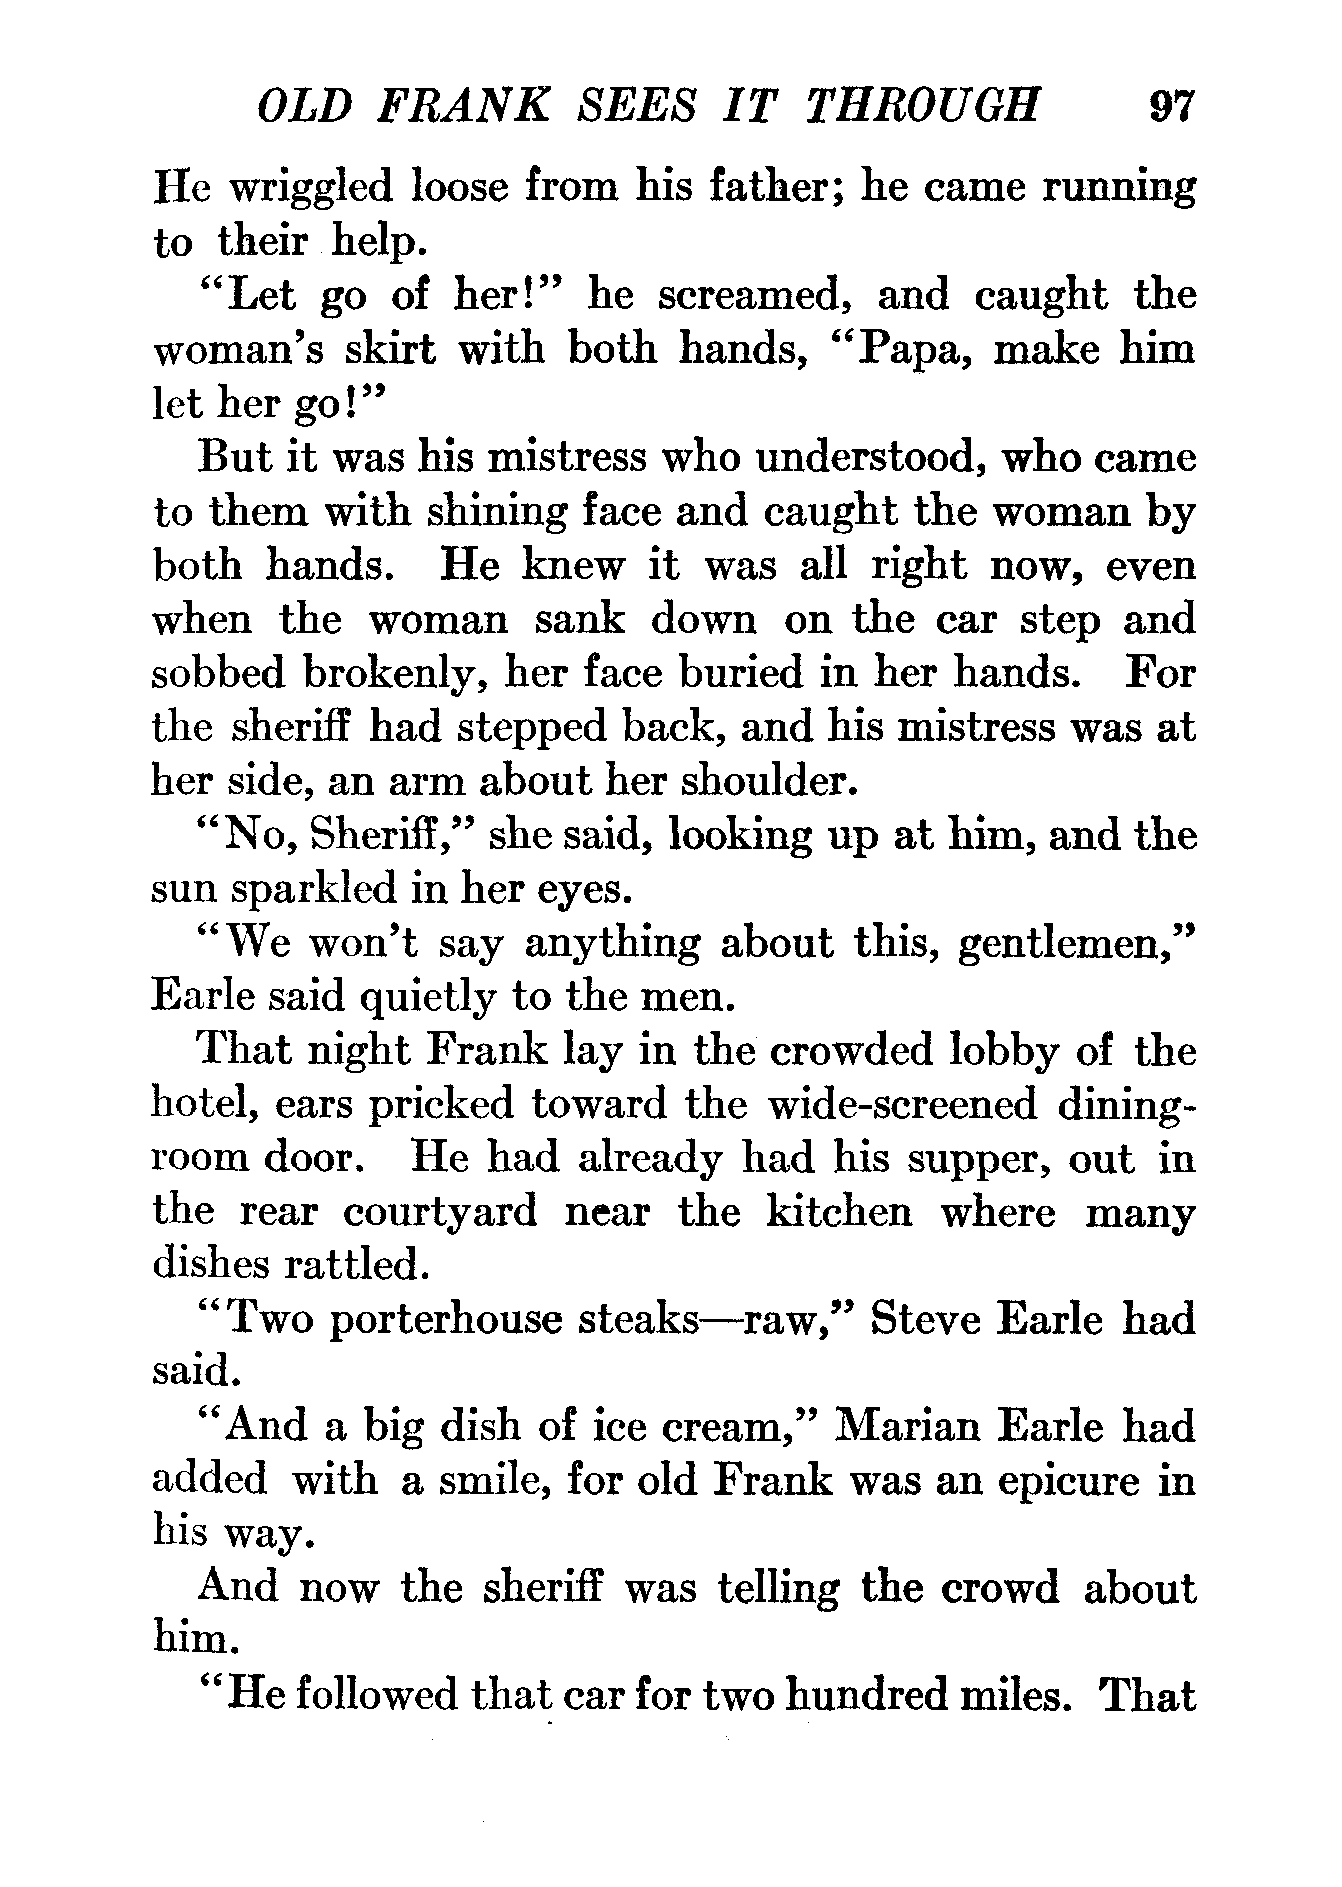 OLD FRANK SEES IT THROUGH 97
He wriggled loose from his father; he came running
to their help.
“Let go of her!” he screamed, and caught the
woman’s skirt with both hands, “Papa, make him
let her go!”
But it was his mistress who understood, who came
to them with shining face and caught the woman by
both hands. He knew it was all right now, even
when the woman sank down on the car step and
sobbed brokenly, her face buried in her hands. For
the sheriff had stepped back, and his mistress was at
her side, an arm about her shoulder.
“No, Sheriff,” she said, looking up at him, and the
sun sparkled in her eyes.
“We won’t say anything about this, gentlemen,”
Earle said quietly to the men.
That night Frank lay in the crowded lobby of the
hotel, ears pricked toward the wide-screened dining-
room door. He had already had his supper, out in
the rear courtyard near the kitchen where many
dishes rattled.
“Two porterhouse steaks—raw,” Steve Earle had
said.
“And a big dish of ice cream,” Marian Earle had
added with a smile, for old Frank was an epicure in
his way.
And now the sheriff was telling the crowd about
him.
“He followed that car for two hundred miles. That